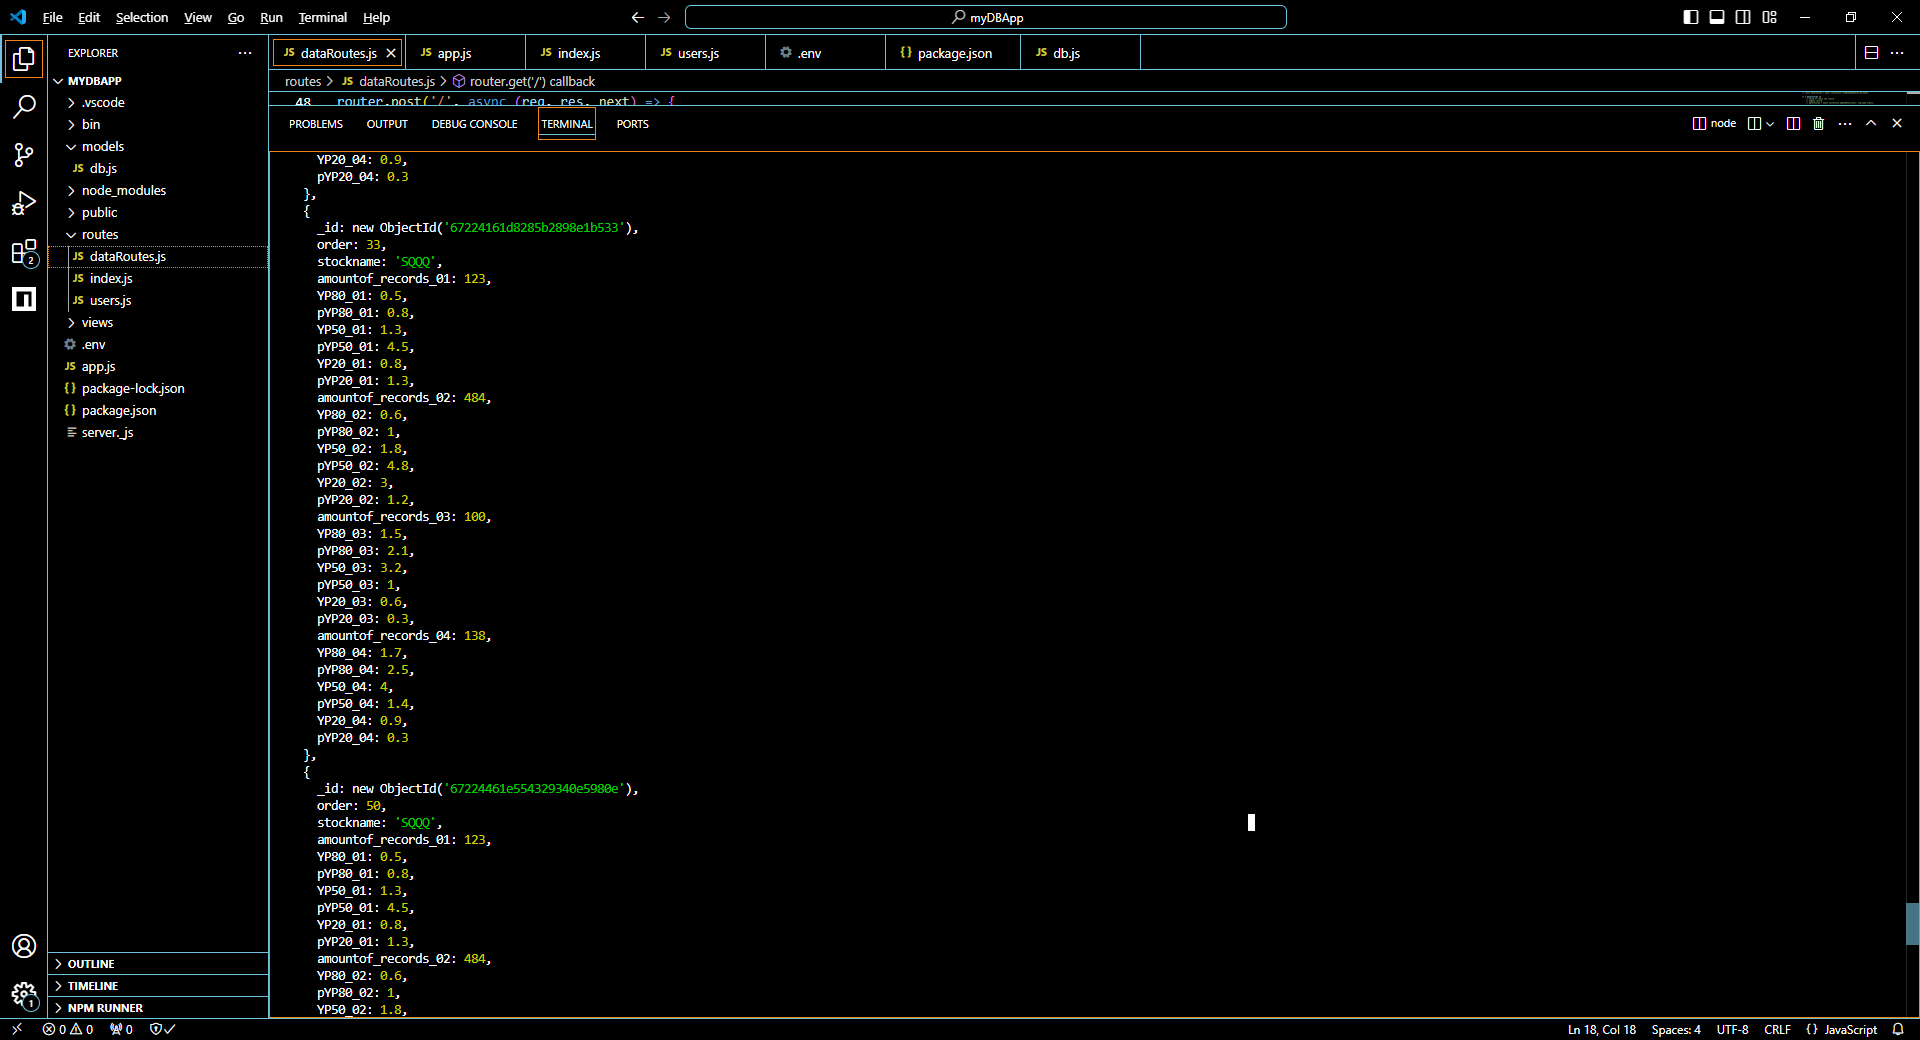 File Edit Selection View Go Run Terminal Help
myDBApp
EXPLORER
MYDBAPP
.vscode
bin
models
JS db.js
node_modules
public
routes
JS dataRoutes.js
JS index.js
JS users.js
views
.env
JS app.js
{} package-lock.json
{} package.json
server._js
OUTLINE
TIMELINE
NPM RUNNER
2
1
JS dataRoutes.js JS app.js JS index.js JS users.js .env {} package.json JS db.js
routes > JS dataRoutes.js > router.get('/') callback
48 router.post('/', async (req, res, next) => {
PROBLEMS OUTPUT DEBUG CONSOLE TERMINAL PORTS
node
YP20_04: 0.9,
pYP20_04: 0.3
},
{
_id: new ObjectId('67224161d8285b2898e1b533'),
order: 33,
stockname: 'SQQQ',
amountof_records_01: 123,
YP80_01: 0.5,
pYP80_01: 0.8,
YP50_01: 1.3,
pYP50_01: 4.5,
YP20_01: 0.8,
pYP20_01: 1.3,
amountof_records_02: 484,
YP80_02: 0.6,
pYP80_02: 1,
YP50_02: 1.8,
pYP50_02: 4.8,
YP20_02: 3,
pYP20_02: 1.2,
amountof_records_03: 100,
YP80_03: 1.5,
pYP80_03: 2.1,
YP50_03: 3.2,
pYP50_03: 1,
YP20_03: 0.6,
pYP20_03: 0.3,
amountof_records_04: 138,
YP80_04: 1.7,
pYP80_04: 2.5,
YP50_04: 4,
pYP50_04: 1.4,
YP20_04: 0.9,
pYP20_04: 0.3
},
{
_id: new ObjectId('67224461e554329340e5980e'),
order: 50,
stockname: 'SQQQ',
amountof_records_01: 123,
YP80_01: 0.5,
pYP80_01: 0.8,
YP50_01: 1.3,
pYP50_01: 4.5,
YP20_01: 0.8,
pYP20_01: 1.3,
amountof_records_02: 484,
YP80_02: 0.6,
pYP80_02: 1,
YP50_02: 1.8,
0 0 0
Ln 18, Col 18 Spaces: 4 UTF-8 CRLF {} JavaScript